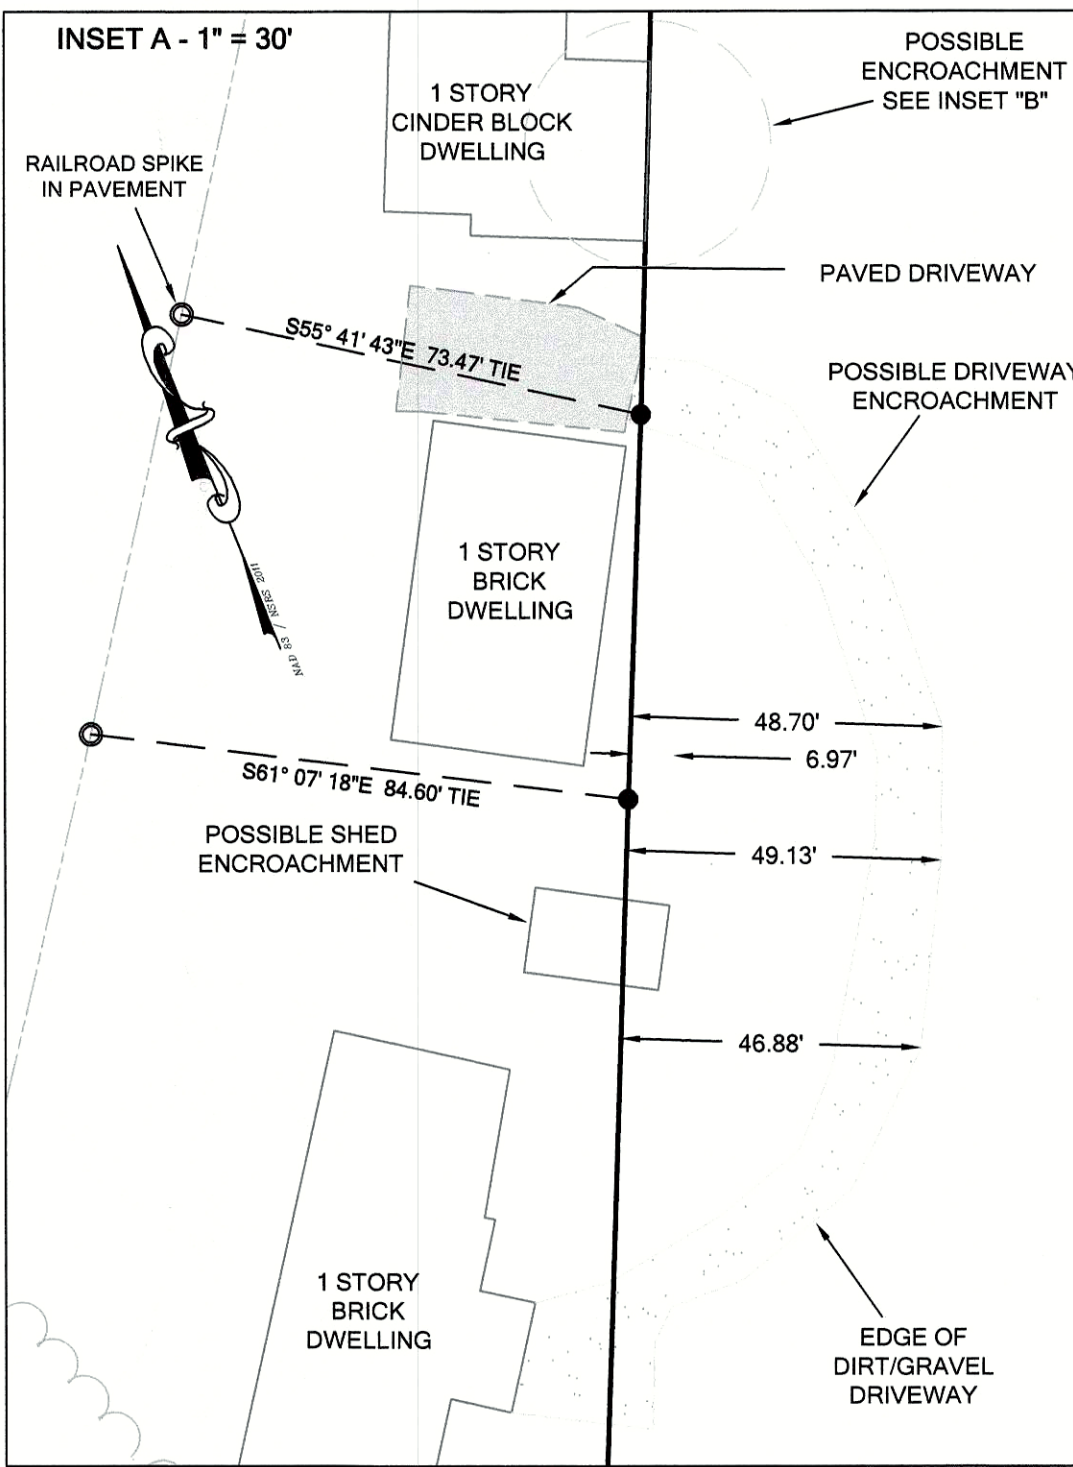 INSET A - 1" = 30'
POSSIBLE
ENCROACHMENT
SEE INSET "B"
1 STORY
CINDER BLOCK
DWELLING
RAILROAD SPIKE
IN PAVEMENT
PAVED DRIVEWAY
S55° 41' 43"E 73.47' TIE
POSSIBLE DRIVEWAY
ENCROACHMENT
1 STORY
BRICK
DWELLING
NAD 83 / NSRS 2011
48.70'
6.97'
S61° 07' 18"E 84.60' TIE
POSSIBLE SHED
ENCROACHMENT
49.13'
46.88'
1 STORY
BRICK
DWELLING
EDGE OF
DIRT/GRAVEL
DRIVEWAY